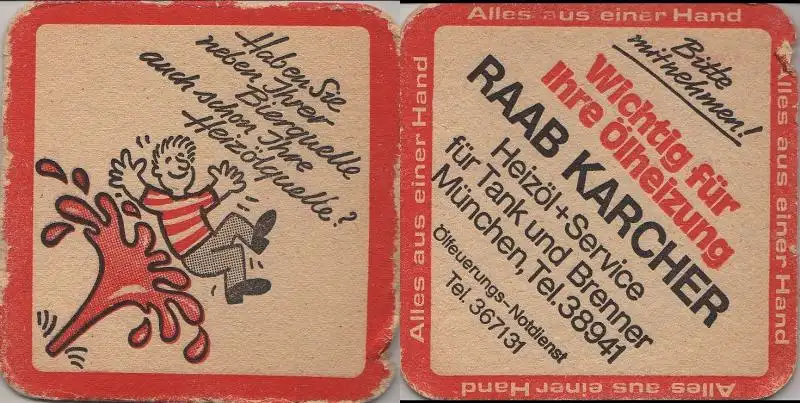 Haben Sie
neben Ihrer
Bierquelle
auch schon Ihre
Heizölquelle?
Alles aus einer Hand
Alles aus einer Hand
Alles aus einer Hand
Alles aus einer Hand
Bitte
mitnehmen!
Wichtig für
Ihre Ölheizung
RAAB KARCHER
Heizöl+Service
für Tank und Brenner
München, Tel. 38941
Ölfeuerungs-Notdienst
Tel. 367131